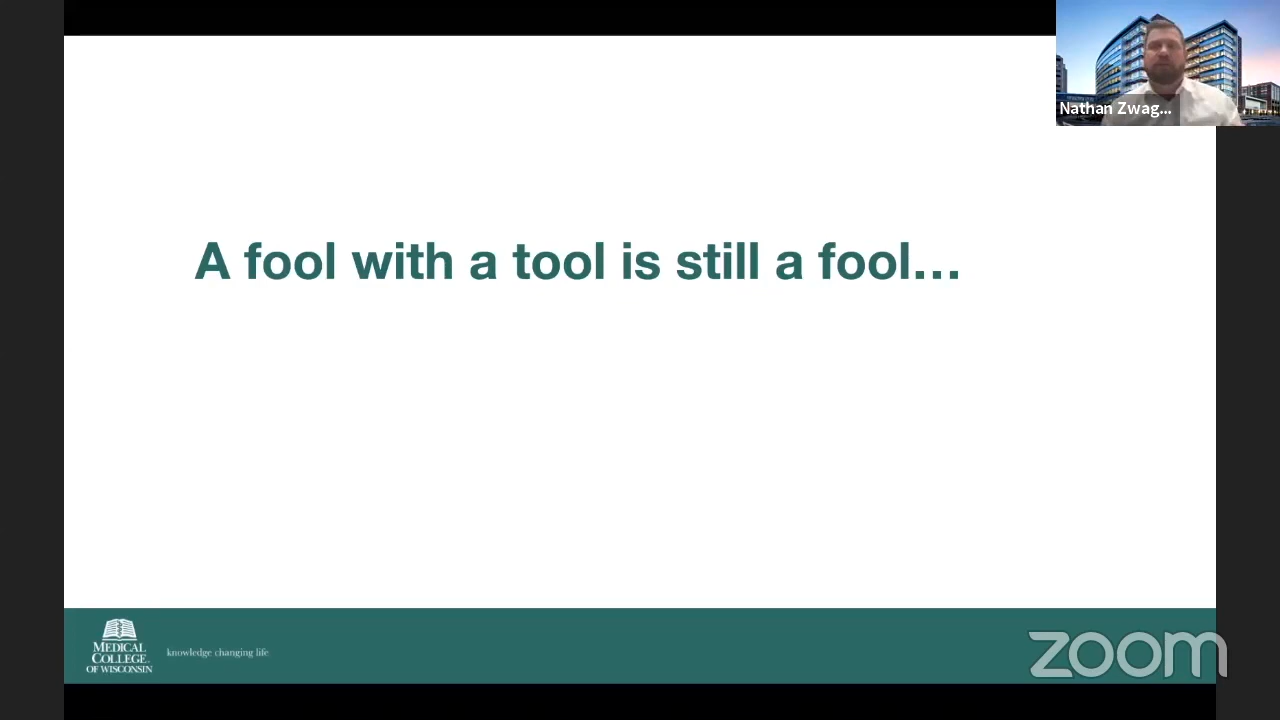 Nathan Zwag...
A fool with a tool is still a fool...
MEDICAL
COLLEGE
OF WISCONSIN
knowledge changing life
zoom